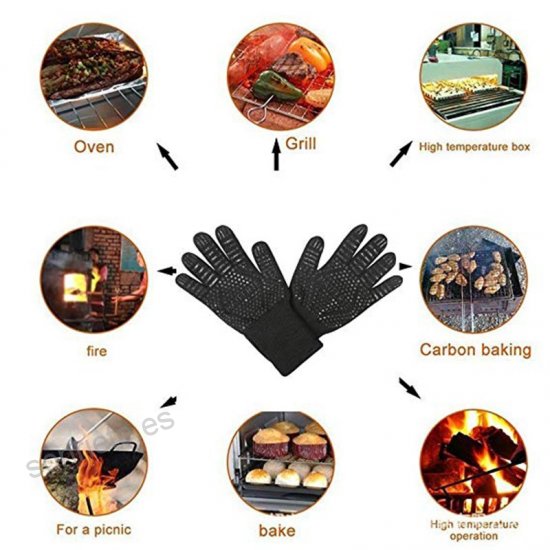 Oven
Grill
High temperature box
fire
Carbon baking
For a picnic
bake
High temperature
operation